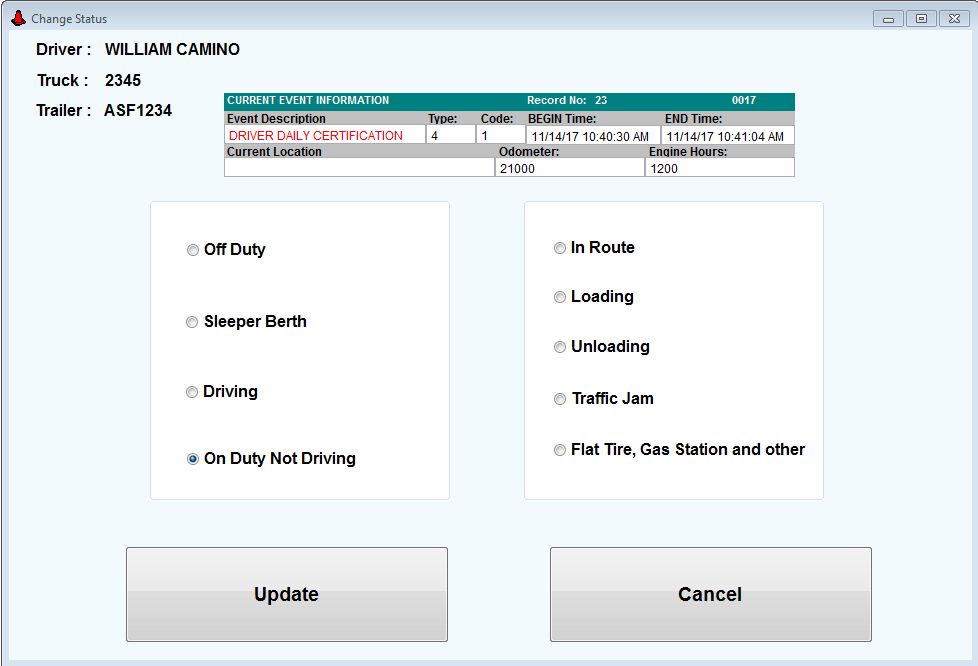 Change Status
Driver : WILLIAM CAMINO
Truck : 2345
Trailer : ASF1234
CURRENT EVENT INFORMATION Record No: 23 0017
Event Description Type: Code: BEGIN Time: END Time:
DRIVER DAILY CERTIFICATION 4 1 11/14/17 10:40:30 AM 11/14/17 10:41:04 AM
Current Location Odometer: Engine Hours:
21000 1200
Off Duty
Sleeper Berth
Driving
On Duty Not Driving
In Route
Loading
Unloading
Traffic Jam
Flat Tire, Gas Station and other
Update Cancel